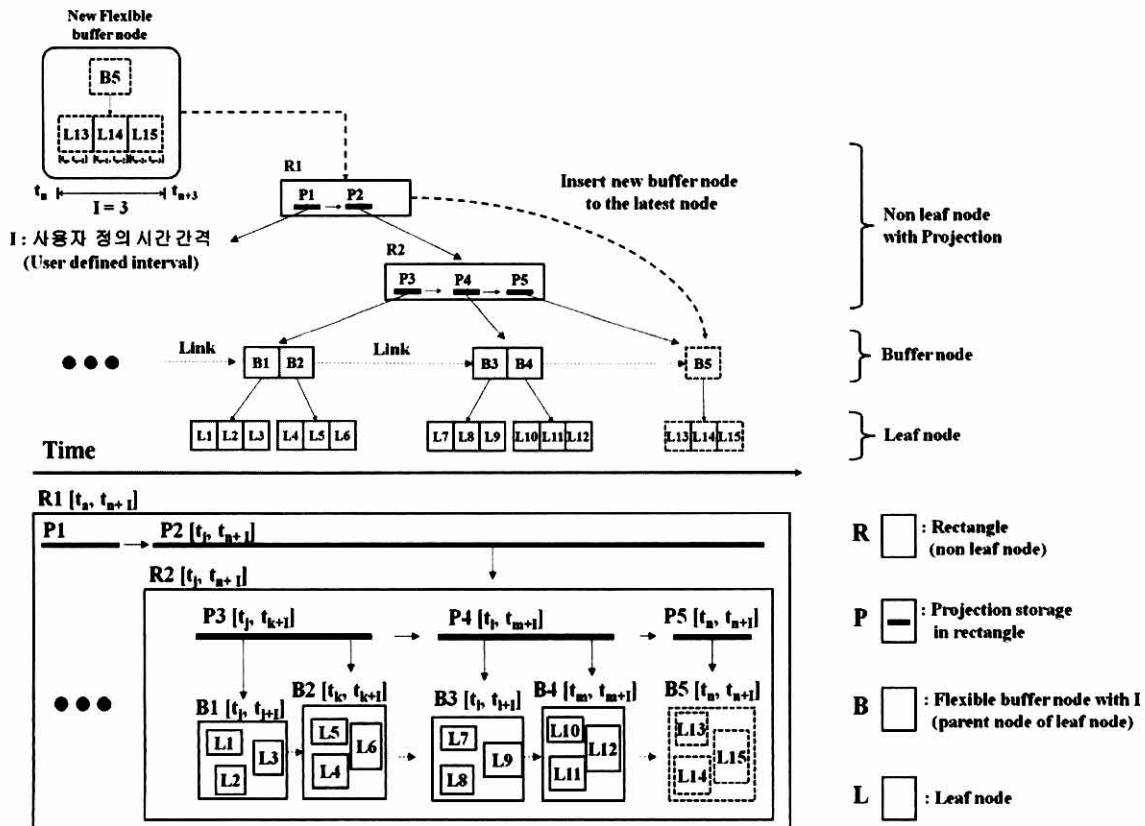 New Flexible
buffer node
B5
L13 L14 L15
tn tn+3
I = 3
I : 사용자 정의 시간 간격
(User defined interval)
R1
P1 P2
Insert new buffer node
to the latest node
Non leaf node
with Projection
R2
P3 P4 P5
Link
B1 B2
Link
B3 B4
B5
Buffer node
L1 L2 L3
L4 L5 L6
L7 L8 L9
L10 L11 L12
L13 L14 L15
Leaf node
Time
R1 [tn, tn+I]
P1
P2 [tj, tn+I]
R2 [tj, tn+I]
P3 [tj, tk+I]
P4 [tl, tm+I]
P5 [tn, tn+I]
B1 [tj, tj+I]
B2 [tk, tk+I]
B3 [tl, tl+I]
B4 [tm, tm+I]
B5 [tn, tn+I]
L1
L2
L3
L5
L4
L6
L7
L8
L9
L10
L11
L12
L13
L14
L15
R : Rectangle
(non leaf node)
P : Projection storage
in rectangle
B : Flexible buffer node with I
(parent node of leaf node)
L : Leaf node